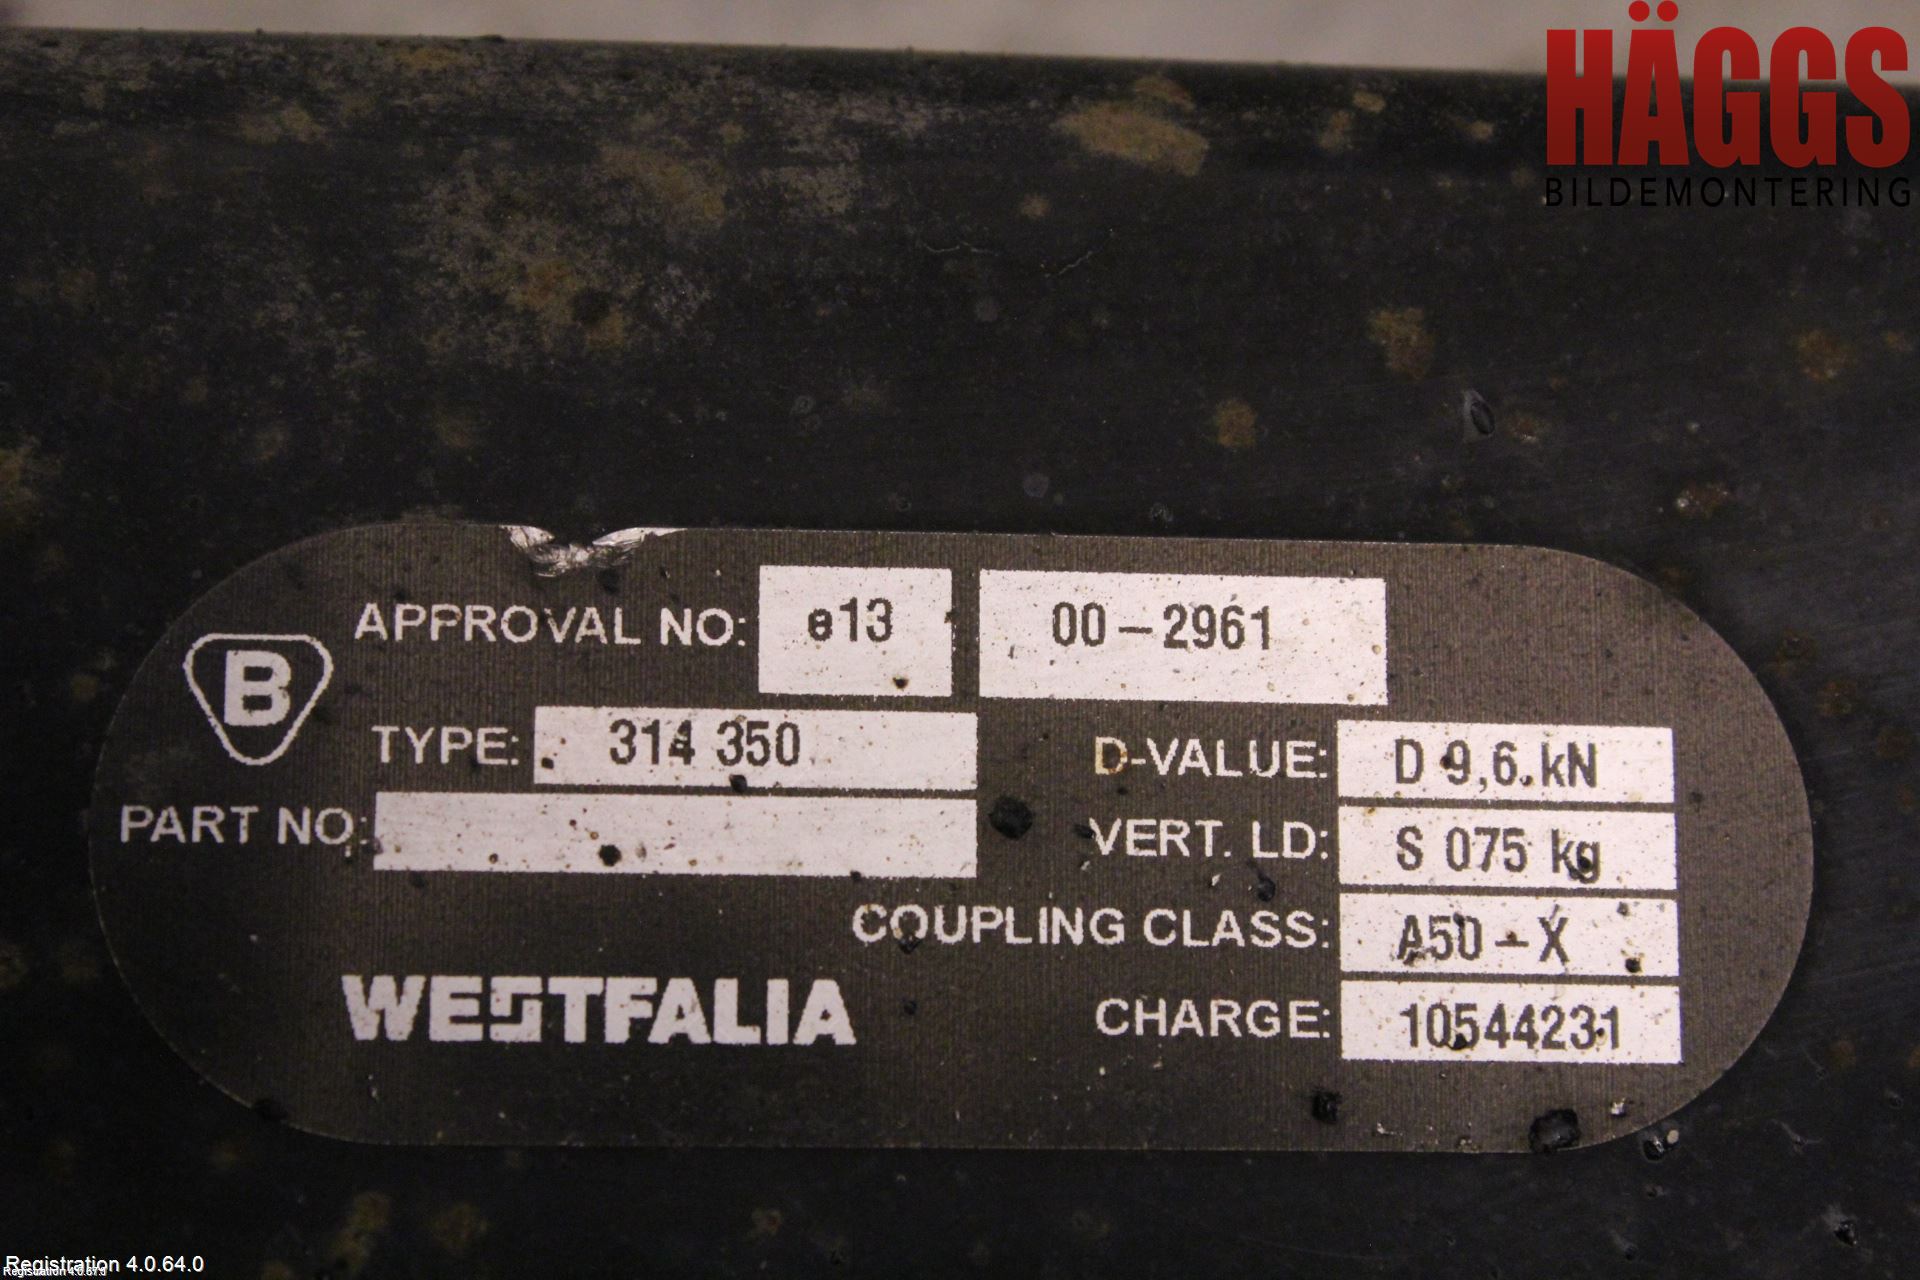 HÄGGS
BILDEMONTERING
APPROVAL NO: e13 00-2961
B
TYPE: 314 350
D-VALUE: D 9,6.kN
PART NO:
VERT. LD: S 075 kg
COUPLING CLASS: A50-X
WESTFALIA
CHARGE: 10544231
Registration 4.0.64.0